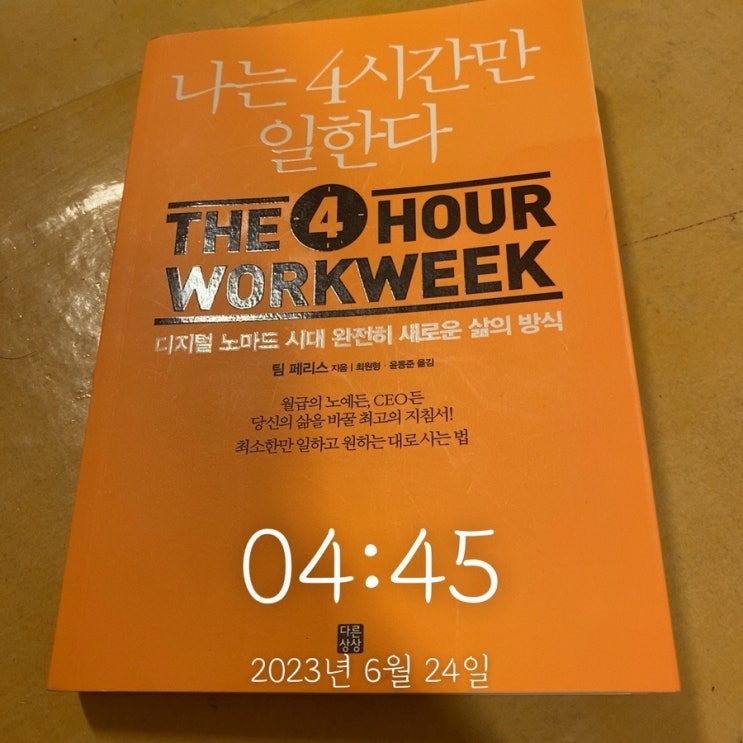 나는 4시간만
일한다
THE 4 HOUR
WORKWEEK
디지털 노마드 시대 완전히 새로운 삶의 방식
팀 페리스 지음 | 최원형·윤동준 옮김
월급의 노예든, CEO든
당신의 삶을 바꿀 최고의 지침서!
최소한만 일하고 원하는 대로 사는 법
04:45
다른
상상
2023년 6월 24일